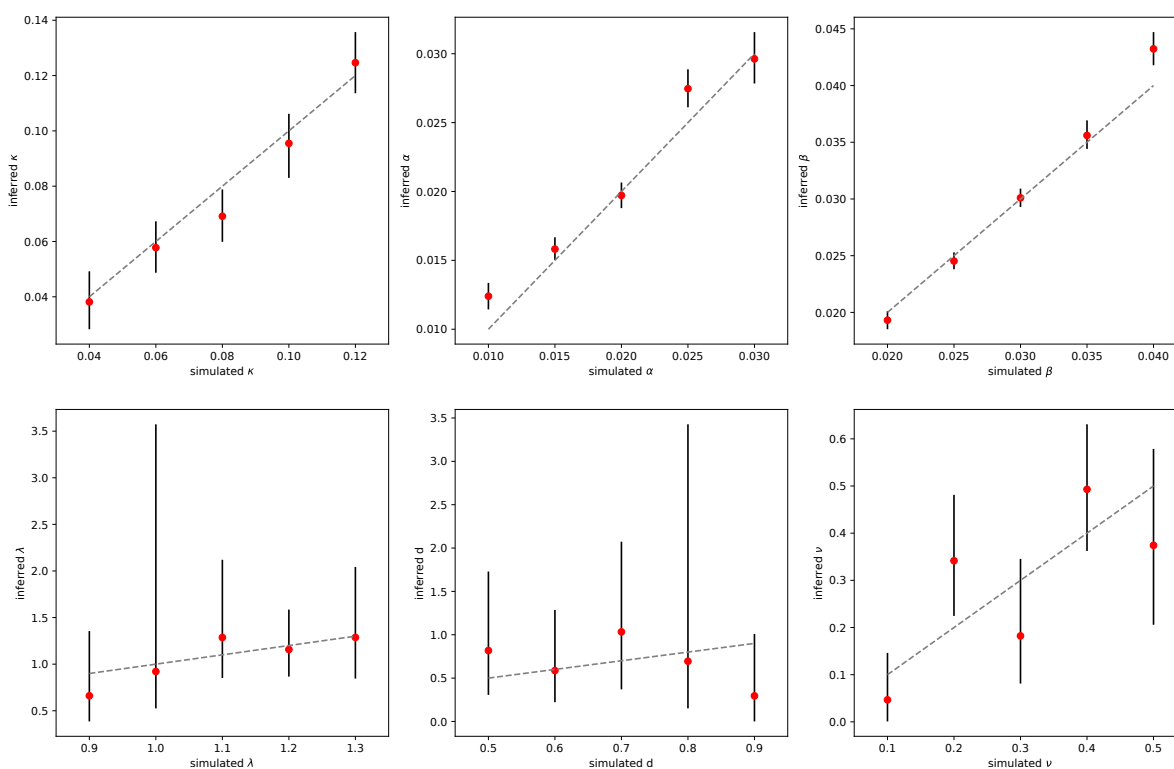 0.14
0.12
0.10
0.08
0.06
0.04
inferred κ
0.04 0.06 0.08 0.10 0.12
simulated κ
0.030
0.025
0.020
0.015
0.010
inferred α
0.010 0.015 0.020 0.025 0.030
simulated α
0.045
0.040
0.035
0.030
0.025
0.020
inferred β
0.020 0.025 0.030 0.035 0.040
simulated β
3.5
3.0
2.5
2.0
1.5
1.0
0.5
inferred λ
0.9 1.0 1.1 1.2 1.3
simulated λ
3.5
3.0
2.5
2.0
1.5
1.0
0.5
0.0
inferred d
0.5 0.6 0.7 0.8 0.9
simulated d
0.6
0.5
0.4
0.3
0.2
0.1
0.0
inferred ν
0.1 0.2 0.3 0.4 0.5
simulated ν